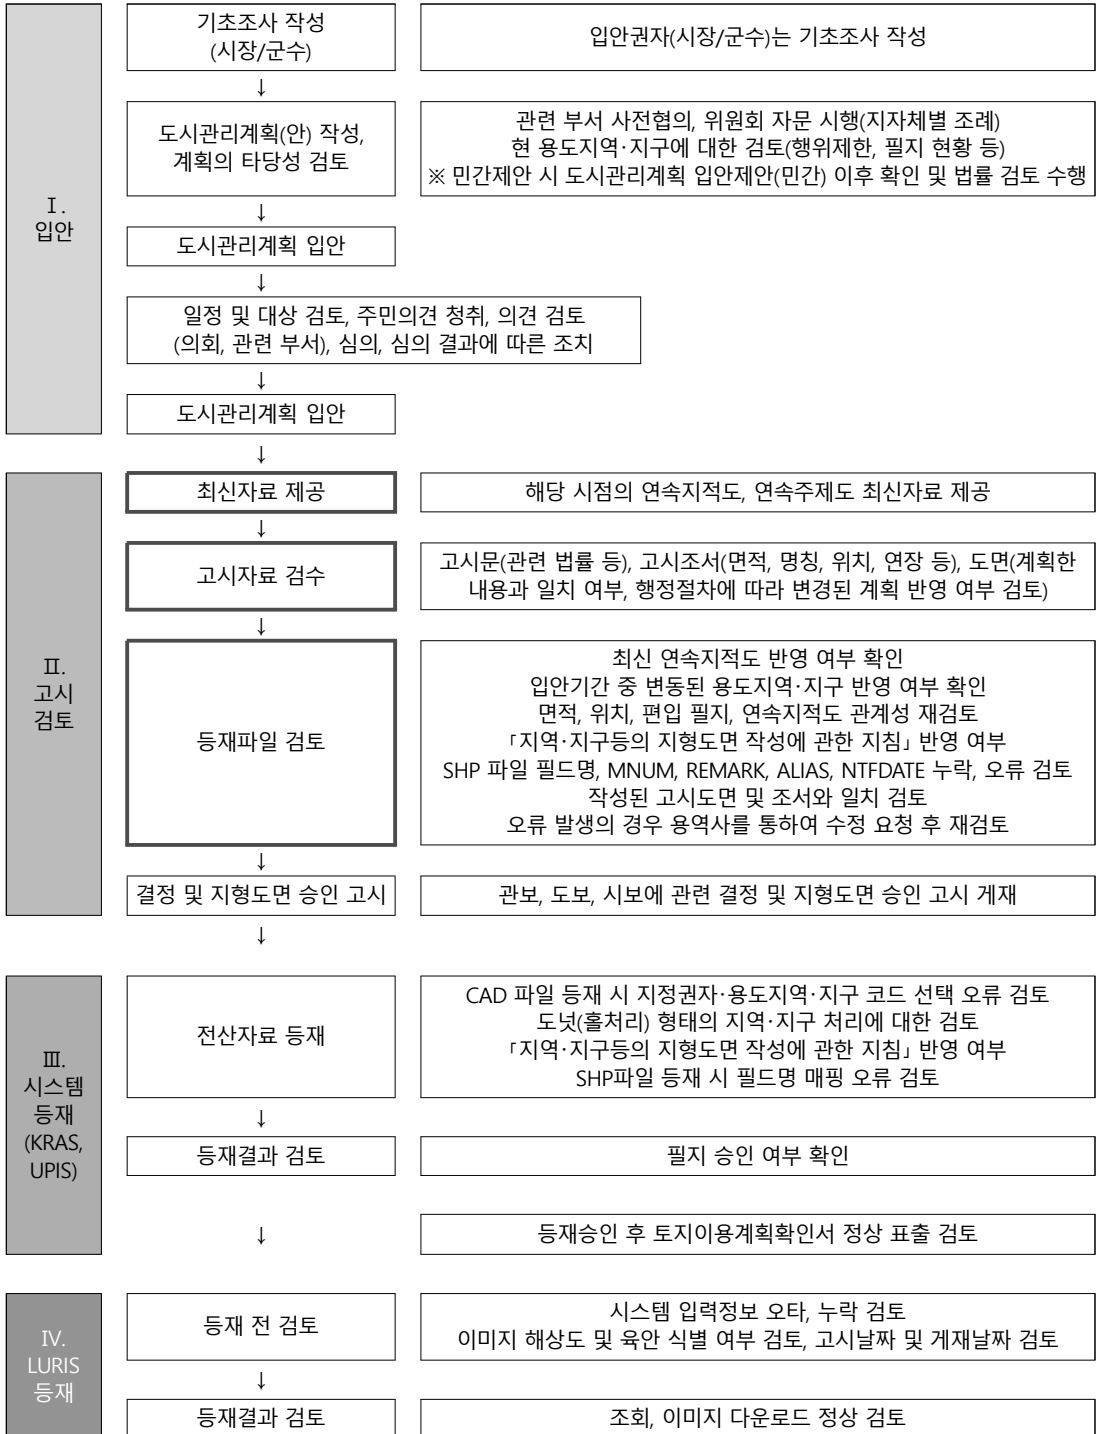 Ⅰ.
입안
기초조사 작성
(시장/군수)
입안권자(시장/군수)는 기초조사 작성
↓
도시관리계획(안) 작성,
계획의 타당성 검토
관련 부서 사전협의, 위원회 자문 시행(지자체별 조례)
현 용도지역·지구에 대한 검토(행위제한, 필지 현황 등)
※ 민간제안 시 도시관리계획 입안제안(민간) 이후 확인 및 법률 검토 수행
↓
도시관리계획 입안
↓
일정 및 대상 검토, 주민의견 청취, 의견 검토
(의회, 관련 부서), 심의, 심의 결과에 따른 조치
↓
도시관리계획 입안
↓
Ⅱ.
고시
검토
최신자료 제공
해당 시점의 연속지적도, 연속주제도 최신자료 제공
↓
고시자료 검수
고시문(관련 법률 등), 고시조서(면적, 명칭, 위치, 연장 등), 도면(계획한
내용과 일치 여부, 행정절차에 따라 변경된 계획 반영 여부 검토)
↓
등재파일 검토
최신 연속지적도 반영 여부 확인
입안기간 중 변동된 용도지역·지구 반영 여부 확인
면적, 위치, 편입 필지, 연속지적도 관계성 재검토
「지역·지구등의 지형도면 작성에 관한 지침」 반영 여부
SHP 파일 필드명, MNUM, REMARK, ALIAS, NTFDATE 누락, 오류 검토
작성된 고시도면 및 조서와 일치 검토
오류 발생의 경우 용역사를 통하여 수정 요청 후 재검토
↓
결정 및 지형도면 승인 고시
관보, 도보, 시보에 관련 결정 및 지형도면 승인 고시 게재
↓
Ⅲ.
시스템
등재
(KRAS,
UPIS)
전산자료 등재
CAD 파일 등재 시 지정권자·용도지역·지구 코드 선택 오류 검토
도넛(홀처리) 형태의 지역·지구 처리에 대한 검토
「지역·지구등의 지형도면 작성에 관한 지침」 반영 여부
SHP파일 등재 시 필드명 매핑 오류 검토
↓
등재결과 검토
필지 승인 여부 확인
↓
등재승인 후 토지이용계획확인서 정상 표출 검토
Ⅳ.
LURIS
등재
등재 전 검토
시스템 입력정보 오타, 누락 검토
이미지 해상도 및 육안 식별 여부 검토, 고시날짜 및 게재날짜 검토
↓
등재결과 검토
조회, 이미지 다운로드 정상 검토